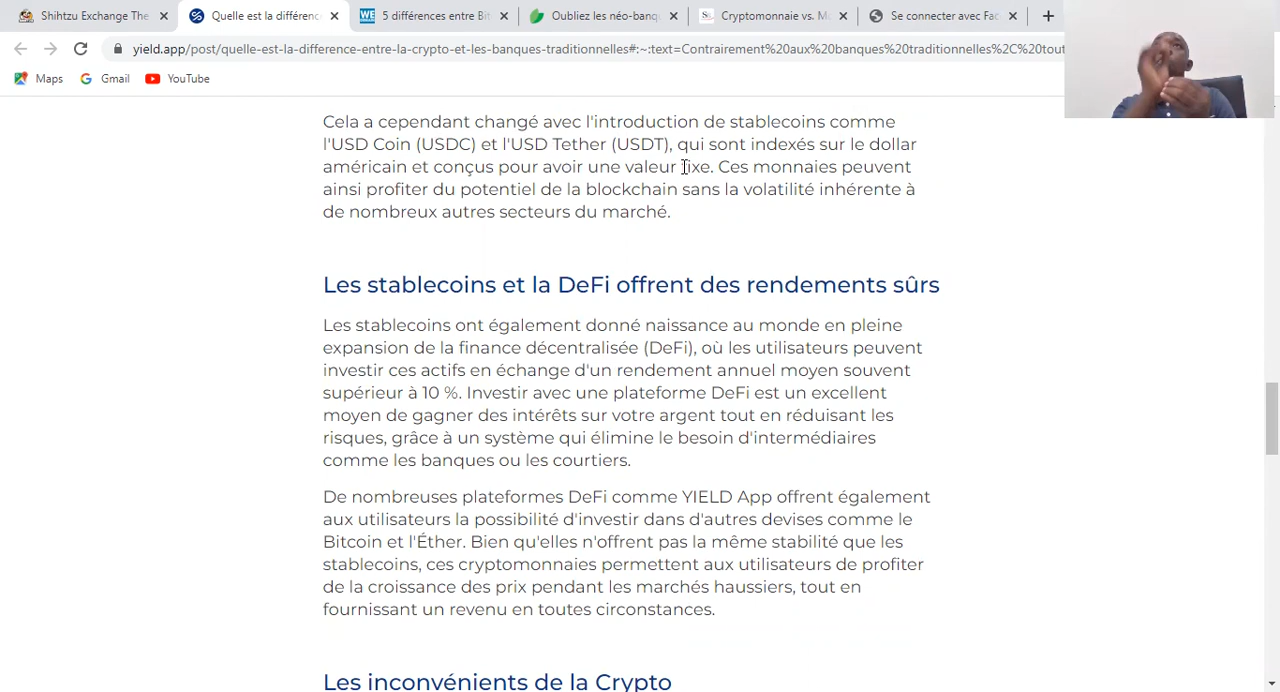 Shihtzu Exchange The
Quelle est la différenc
5 différences entre Bit
Oubliez les néo-banq
Cryptomonnaie vs. Mo
Se connecter avec Fac
yield.app/post/quelle-est-la-difference-entre-la-crypto-et-les-banques-traditionnelles#:~:text=Contrairement%20aux%20banques%20traditionnelles%2C%20tout
Maps
Gmail
YouTube
Cela a cependant changé avec l'introduction de stablecoins comme
l'USD Coin (USDC) et l'USD Tether (USDT), qui sont indexés sur le dollar
américain et conçus pour avoir une valeur fixe. Ces monnaies peuvent
ainsi profiter du potentiel de la blockchain sans la volatilité inhérente à
de nombreux autres secteurs du marché.
Les stablecoins et la DeFi offrent des rendements sûrs
Les stablecoins ont également donné naissance au monde en pleine
expansion de la finance décentralisée (DeFi), où les utilisateurs peuvent
investir ces actifs en échange d'un rendement annuel moyen souvent
supérieur à 10 %. Investir avec une plateforme DeFi est un excellent
moyen de gagner des intérêts sur votre argent tout en réduisant les
risques, grâce à un système qui élimine le besoin d'intermédiaires
comme les banques ou les courtiers.
De nombreuses plateformes DeFi comme YIELD App offrent également
aux utilisateurs la possibilité d'investir dans d'autres devises comme le
Bitcoin et l'Éther. Bien qu'elles n'offrent pas la même stabilité que les
stablecoins, ces cryptomonnaies permettent aux utilisateurs de profiter
de la croissance des prix pendant les marchés haussiers, tout en
fournissant un revenu en toutes circonstances.
Les inconvénients de la Crypto